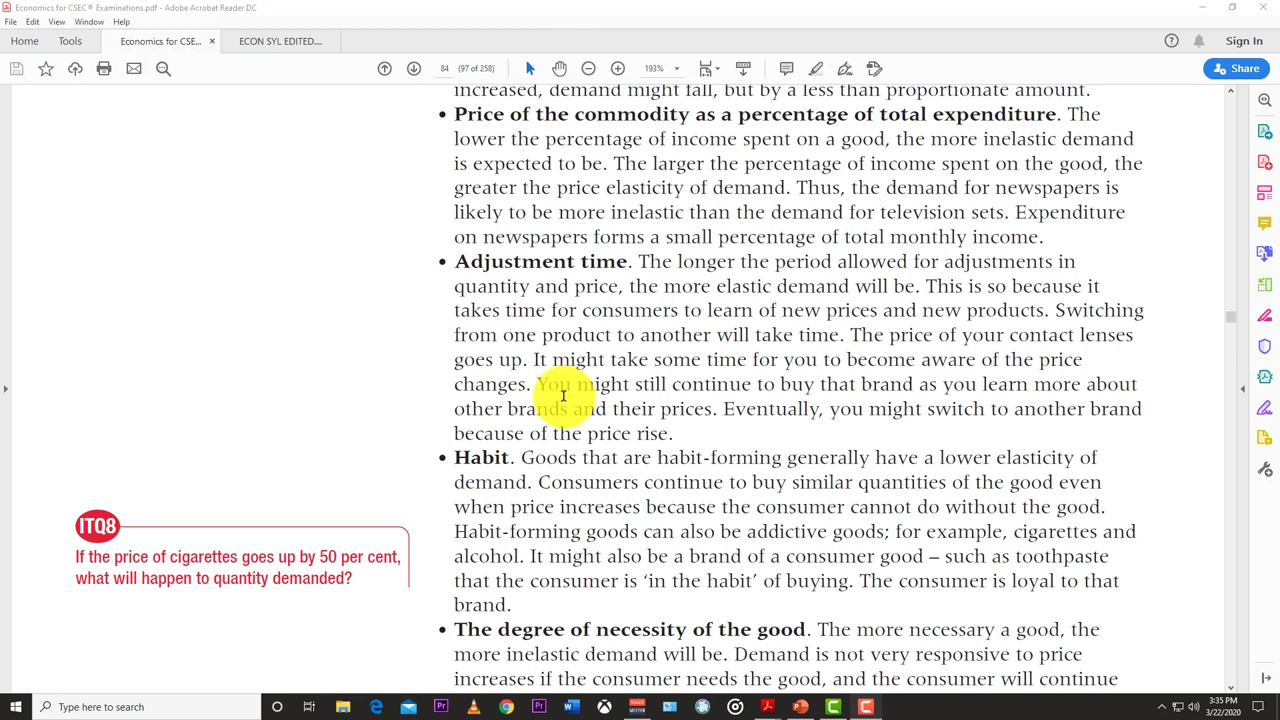 Economics for CSEC® Examinations.pdf - Adobe Acrobat Reader DC
File Edit View Window Help
Home Tools Economics for CSE... × ECON SYL EDITED.... Sign In
84 (97 of 258) 193% Share
increased, demand might fall, but by a less than proportionate amount.
• Price of the commodity as a percentage of total expenditure. The
lower the percentage of income spent on a good, the more inelastic demand
is expected to be. The larger the percentage of income spent on the good, the
greater the price elasticity of demand. Thus, the demand for newspapers is
likely to be more inelastic than the demand for television sets. Expenditure
on newspapers forms a small percentage of total monthly income.
• Adjustment time. The longer the period allowed for adjustments in
quantity and price, the more elastic demand will be. This is so because it
takes time for consumers to learn of new prices and new products. Switching
from one product to another will take time. The price of your contact lenses
goes up. It might take some time for you to become aware of the price
changes. You might still continue to buy that brand as you learn more about
other brands and their prices. Eventually, you might switch to another brand
because of the price rise.
• Habit. Goods that are habit-forming generally have a lower elasticity of
demand. Consumers continue to buy similar quantities of the good even
when price increases because the consumer cannot do without the good.
Habit-forming goods can also be addictive goods; for example, cigarettes and
alcohol. It might also be a brand of a consumer good – such as toothpaste
that the consumer is ‘in the habit’ of buying. The consumer is loyal to that
brand.
ITQ8
If the price of cigarettes goes up by 50 per cent,
what will happen to quantity demanded?
• The degree of necessity of the good. The more necessary a good, the
more inelastic demand will be. Demand is not very responsive to price
increases if the consumer needs the good, and the consumer will continue
Type here to search
3:35 PM
3/22/2020